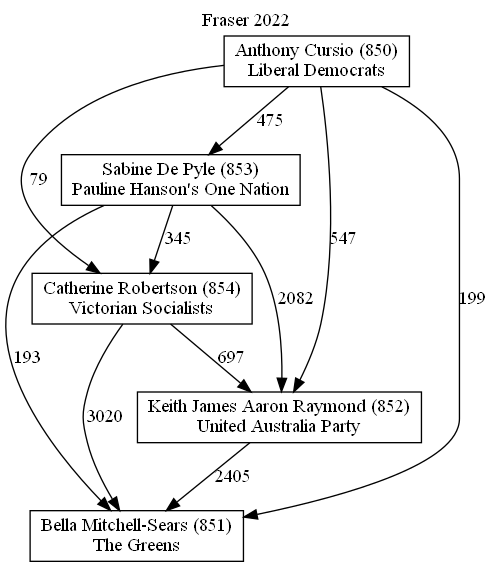 Fraser 2022
Anthony Cursio (850)
Liberal Democrats
475
Sabine De Pyle (853)
Pauline Hanson's One Nation
79
345
547
2082
199
Catherine Robertson (854)
Victorian Socialists
193
697
3020
Keith James Aaron Raymond (852)
United Australia Party
2405
Bella Mitchell-Sears (851)
The Greens